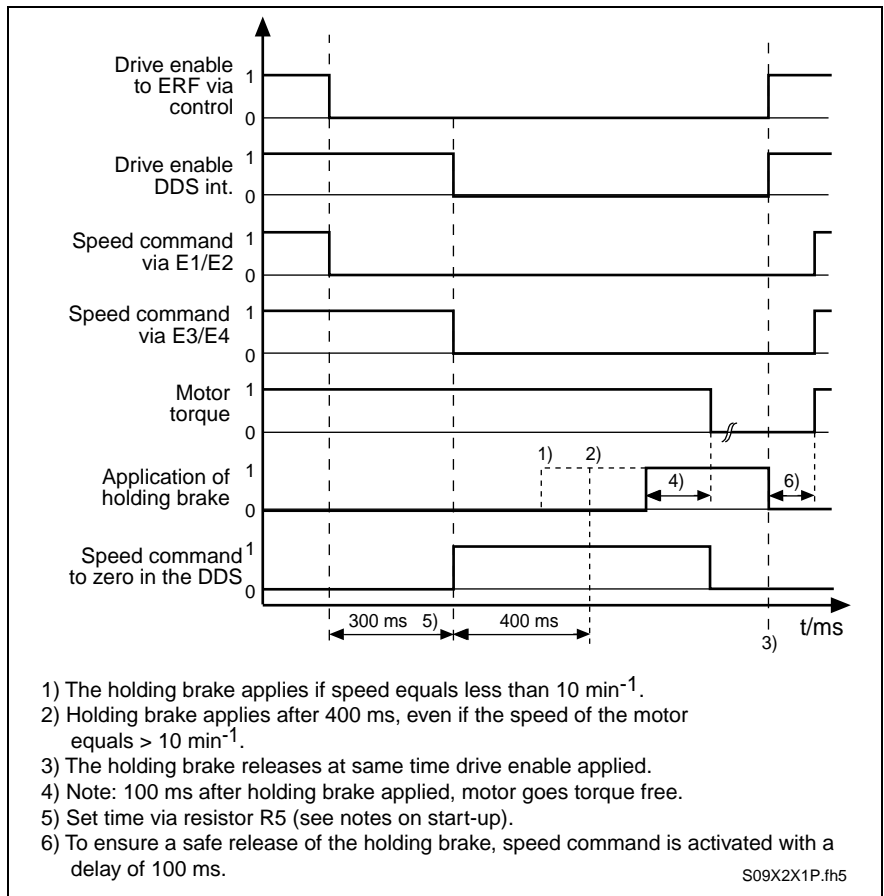 Drive enable
to ERF via
control
1
0
Drive enable
DDS int.
1
0
Speed command
via E1/E2
1
0
Speed command
via E3/E4
1
0
Motor
torque
1
0
Application of
holding brake
1
0
1) 2)
4) 6)
Speed command
to zero in the DDS
1
0
300 ms 5) 400 ms
t/ms
3)
1) The holding brake applies if speed equals less than 10 min-1.
2) Holding brake applies after 400 ms, even if the speed of the motor
equals > 10 min-1.
3) The holding brake releases at same time drive enable applied.
4) Note: 100 ms after holding brake applied, motor goes torque free.
5) Set time via resistor R5 (see notes on start-up).
6) To ensure a safe release of the holding brake, speed command is activated with a
delay of 100 ms.
S09X2X1P.fh5